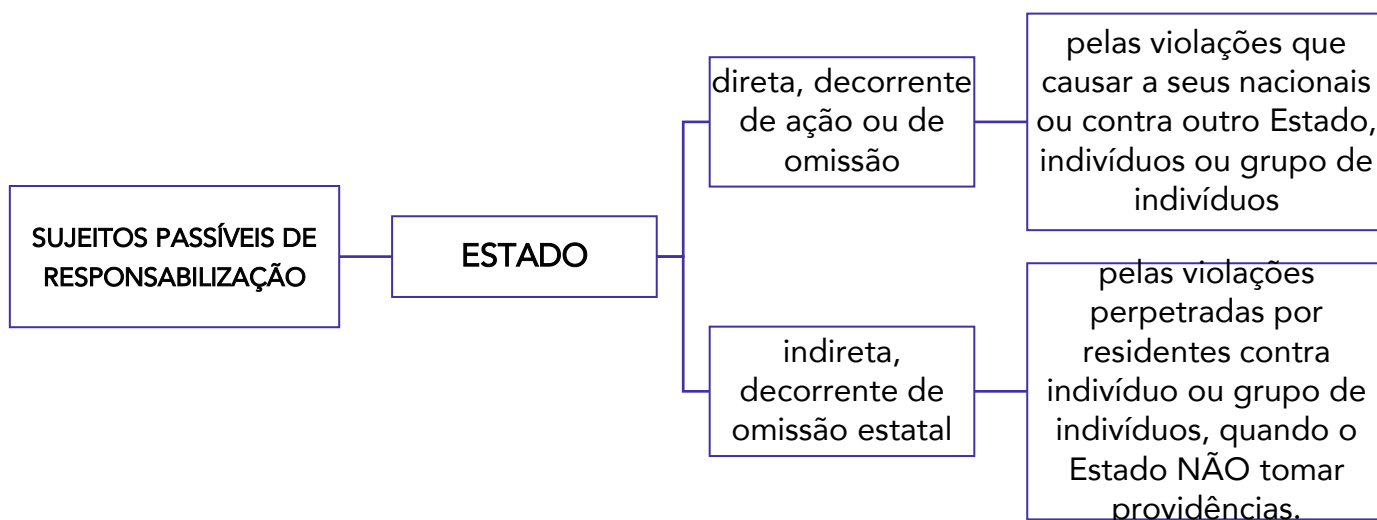 SUJEITOS PASSÍVEIS DE
RESPONSABILIZAÇÃO
ESTADO
direta, decorrente
de ação ou de
omissão
pelas violações que
causar a seus nacionais
ou contra outro Estado,
indivíduos ou grupo de
indivíduos
indireta,
decorrente de
omissão estatal
pelas violações
perpetradas por
residentes contra
indivíduo ou grupo de
indivíduos, quando o
Estado NÃO tomar
providências.